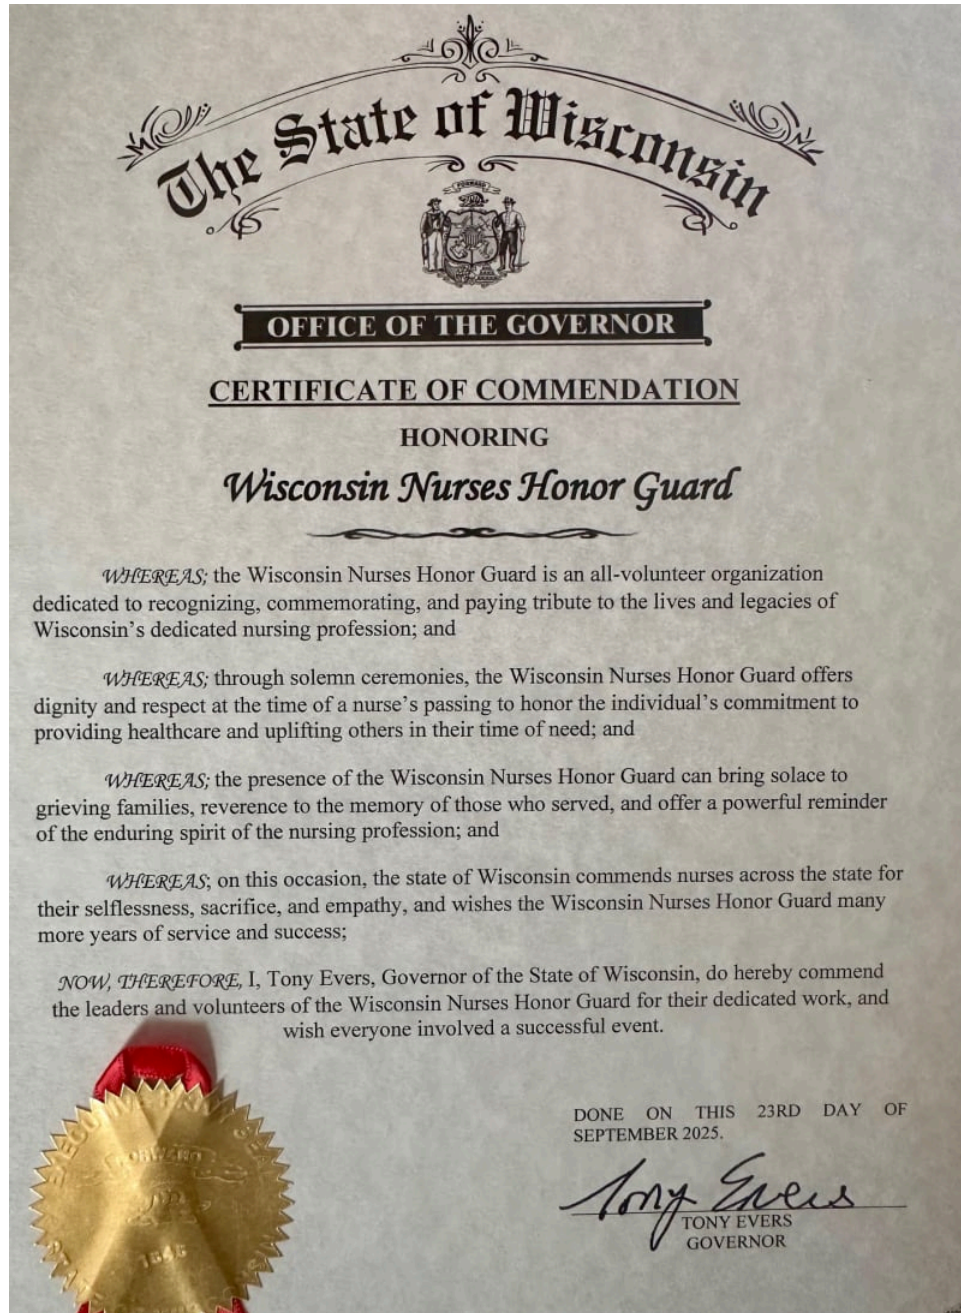 The State of Wisconsin
FORWARD
OFFICE OF THE GOVERNOR
CERTIFICATE OF COMMENDATION
HONORING
Wisconsin Nurses Honor Guard
WHEREAS; the Wisconsin Nurses Honor Guard is an all-volunteer organization
dedicated to recognizing, commemorating, and paying tribute to the lives and legacies of
Wisconsin’s dedicated nursing profession; and
WHEREAS; through solemn ceremonies, the Wisconsin Nurses Honor Guard offers
dignity and respect at the time of a nurse’s passing to honor the individual’s commitment to
providing healthcare and uplifting others in their time of need; and
WHEREAS; the presence of the Wisconsin Nurses Honor Guard can bring solace to
grieving families, reverence to the memory of those who served, and offer a powerful reminder
of the enduring spirit of the nursing profession; and
WHEREAS; on this occasion, the state of Wisconsin commends nurses across the state for
their selflessness, sacrifice, and empathy, and wishes the Wisconsin Nurses Honor Guard many
more years of service and success;
NOW, THEREFORE, I, Tony Evers, Governor of the State of Wisconsin, do hereby commend
the leaders and volunteers of the Wisconsin Nurses Honor Guard for their dedicated work, and
wish everyone involved a successful event.
DONE ON THIS 23RD DAY OF
SEPTEMBER 2025.
Tony Evers
TONY EVERS
GOVERNOR
FORWARD